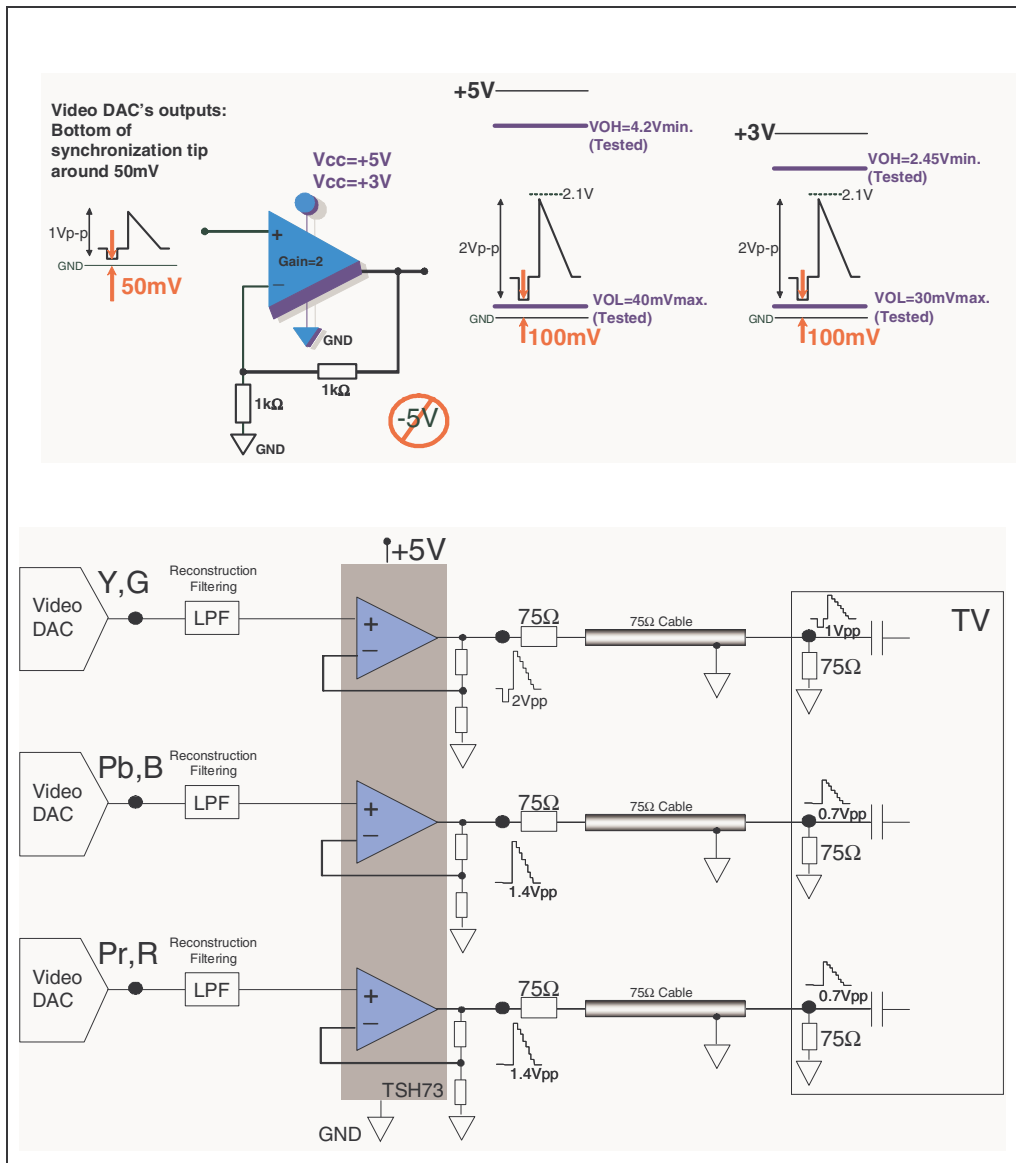 Video DAC's outputs:
Bottom of
synchronization tip
around 50mV
Vcc=+5V
Vcc=+3V
1Vp-p
GND
50mV
+
Gain=2
−
GND
1kΩ
1kΩ
GND
-5V
+5V
VOH=4.2Vmin.
(Tested)
2.1V
2Vp-p
VOL=40mVmax.
(Tested)
GND
100mV
+3V
VOH=2.45Vmin.
(Tested)
2.1V
2Vp-p
VOL=30mVmax.
(Tested)
GND
100mV
+5V
Video
DAC
Y,G
Reconstruction
Filtering
LPF
+
−
75Ω
2Vpp
75Ω Cable
1Vpp
75Ω
TV
Video
DAC
Pb,B
Reconstruction
Filtering
LPF
+
−
75Ω
1.4Vpp
75Ω Cable
0.7Vpp
75Ω
Video
DAC
Pr,R
Reconstruction
Filtering
LPF
+
−
75Ω
1.4Vpp
75Ω Cable
0.7Vpp
75Ω
TSH73
GND